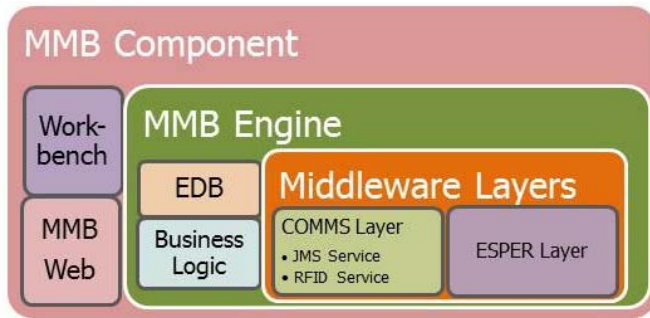 MMB Component
Work-
bench
MMB
Web
MMB Engine
EDB
Business
Logic
Middleware Layers
COMMS Layer
• JMS Service
• RFID Service
ESPER Layer